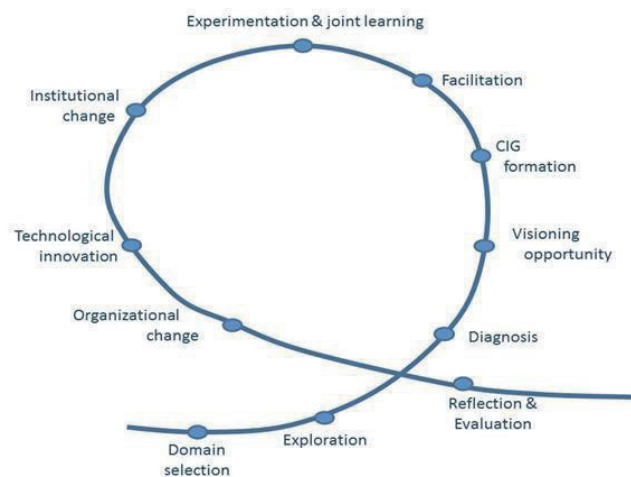 Experimentation & joint learning
Facilitation
Institutional
change
CIG
formation
Technological
innovation
Visioning
opportunity
Organizational
change
Diagnosis
Reflection &
Evaluation
Domain
selection
Exploration